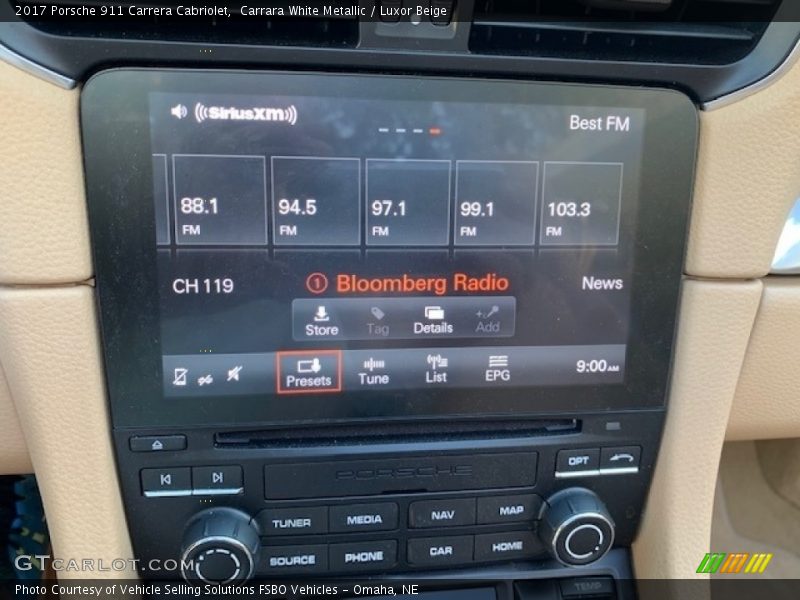 2017 Porsche 911 Carrera Cabriolet,  Carrara White Metallic / Luxor Beige
((SiriusXM))
Best FM
88.1 FM
94.5 FM
97.1 FM
99.1 FM
103.3 FM
CH 119
1 Bloomberg Radio
News
Store
Tag
Details
Add
Presets
Tune
List
EPG
9:00 AM
PORSCHE
OPT
TUNER
MEDIA
NAV
MAP
SOURCE
PHONE
CAR
HOME
TEMP
GTCARLOT.COM
Photo Courtesy of Vehicle Selling Solutions FSBO Vehicles - Omaha, NE